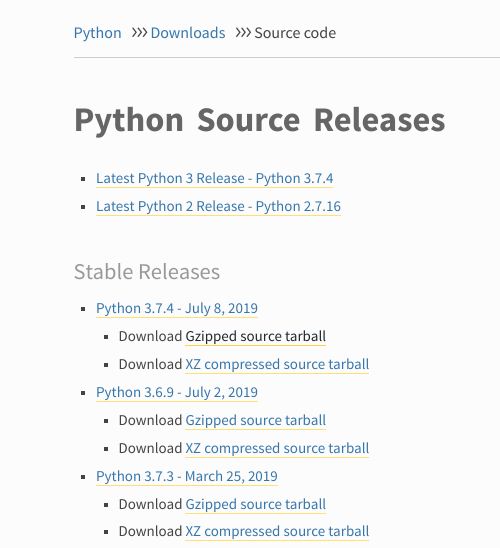 Python >>> Downloads >>> Source code
Python Source Releases
Latest Python 3 Release - Python 3.7.4
Latest Python 2 Release - Python 2.7.16
Stable Releases
Python 3.7.4 - July 8, 2019
Download Gzipped source tarball
Download XZ compressed source tarball
Python 3.6.9 - July 2, 2019
Download Gzipped source tarball
Download XZ compressed source tarball
Python 3.7.3 - March 25, 2019
Download Gzipped source tarball
Download XZ compressed source tarball